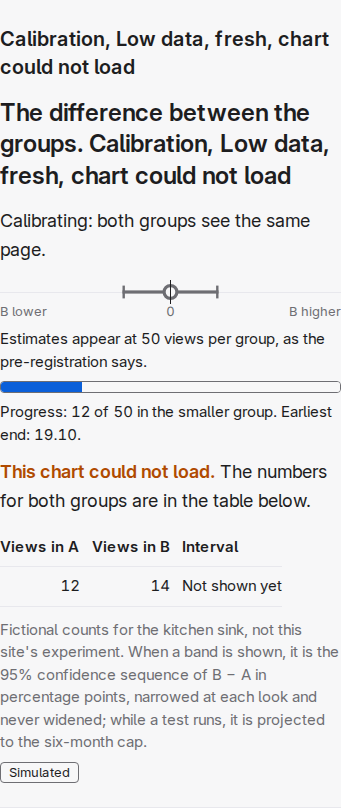 Calibration, Low data, fresh, chart
could not load
The difference between the
groups. Calibration, Low data,
fresh, chart could not load
Calibrating: both groups see the same
page.
B lower 0 B higher
Estimates appear at 50 views per group, as the
pre-registration says.
Progress: 12 of 50 in the smaller group. Earliest
end: 19.10.
This chart could not load. The numbers
for both groups are in the table below.
Views in A Views in B Interval
12 14 Not shown yet
Fictional counts for the kitchen sink, not this
site's experiment. When a band is shown, it is the
95% confidence sequence of B − A in
percentage points, narrowed at each look and
never widened; while a test runs, it is projected
to the six-month cap.
Simulated